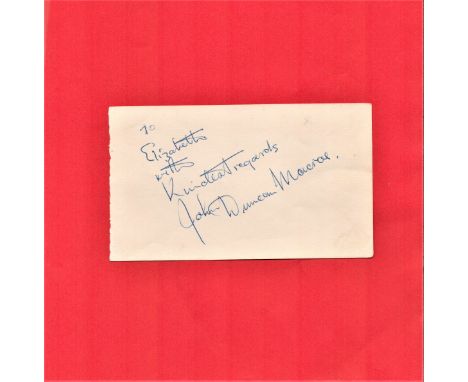 To
Elizabeth
with
Kindest regards
John Duncan Macrae.